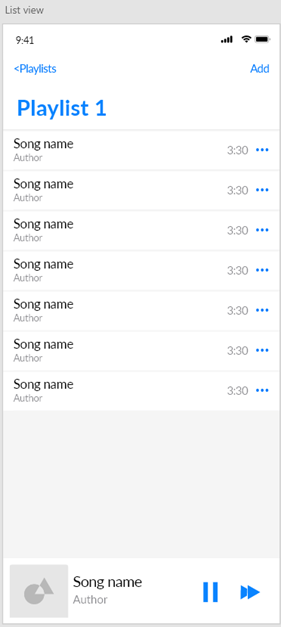 List view
9:41
<Playlists Add
Playlist 1
Song name
Author
3:30
Song name
Author
3:30
Song name
Author
3:30
Song name
Author
3:30
Song name
Author
3:30
Song name
Author
3:30
Song name
Author
3:30
Song name
Author